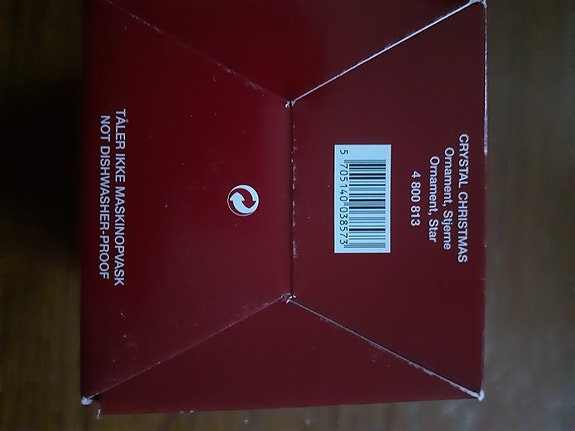 CRYSTAL CHRISTMAS
Ornament, Stjerne
Ornament, Star
4 800 813
5 705140 038573
TÅLER IKKE MASKINOPVASK
NOT DISHWASHER-PROOF